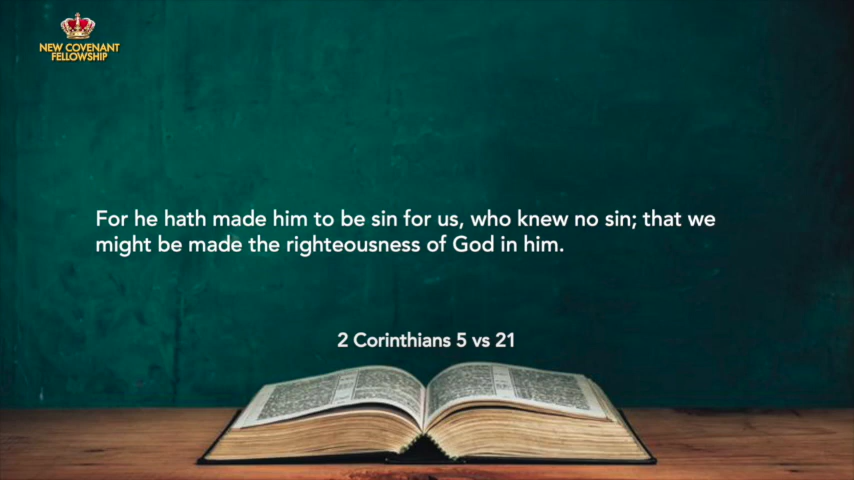 NEW COVENANT
FELLOWSHIP
For he hath made him to be sin for us, who knew no sin; that we
might be made the righteousness of God in him.
2 Corinthians 5 vs 21